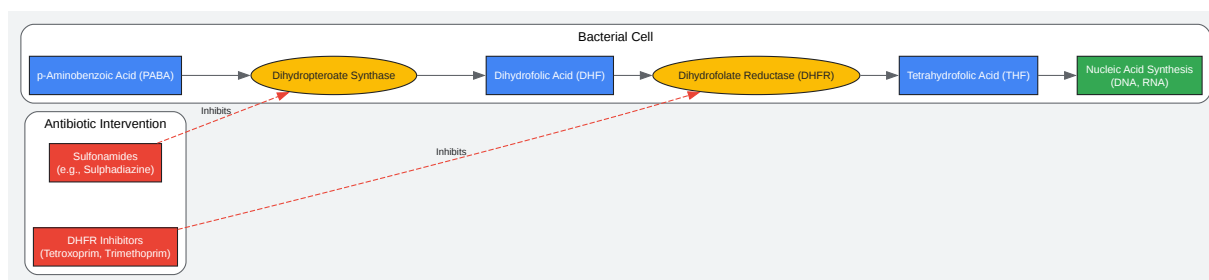 Bacterial Cell
p-Aminobenzoic Acid (PABA)
Dihydropteroate Synthase
Dihydrofolic Acid (DHF)
Dihydrofolate Reductase (DHFR)
Tetrahydrofolic Acid (THF)
Nucleic Acid Synthesis
(DNA, RNA)
Inhibits
Antibiotic Intervention
Sulfonamides
(e.g., Sulphadiazine)
Inhibits
DHFR Inhibitors
(Tetroxoprim, Trimethoprim)